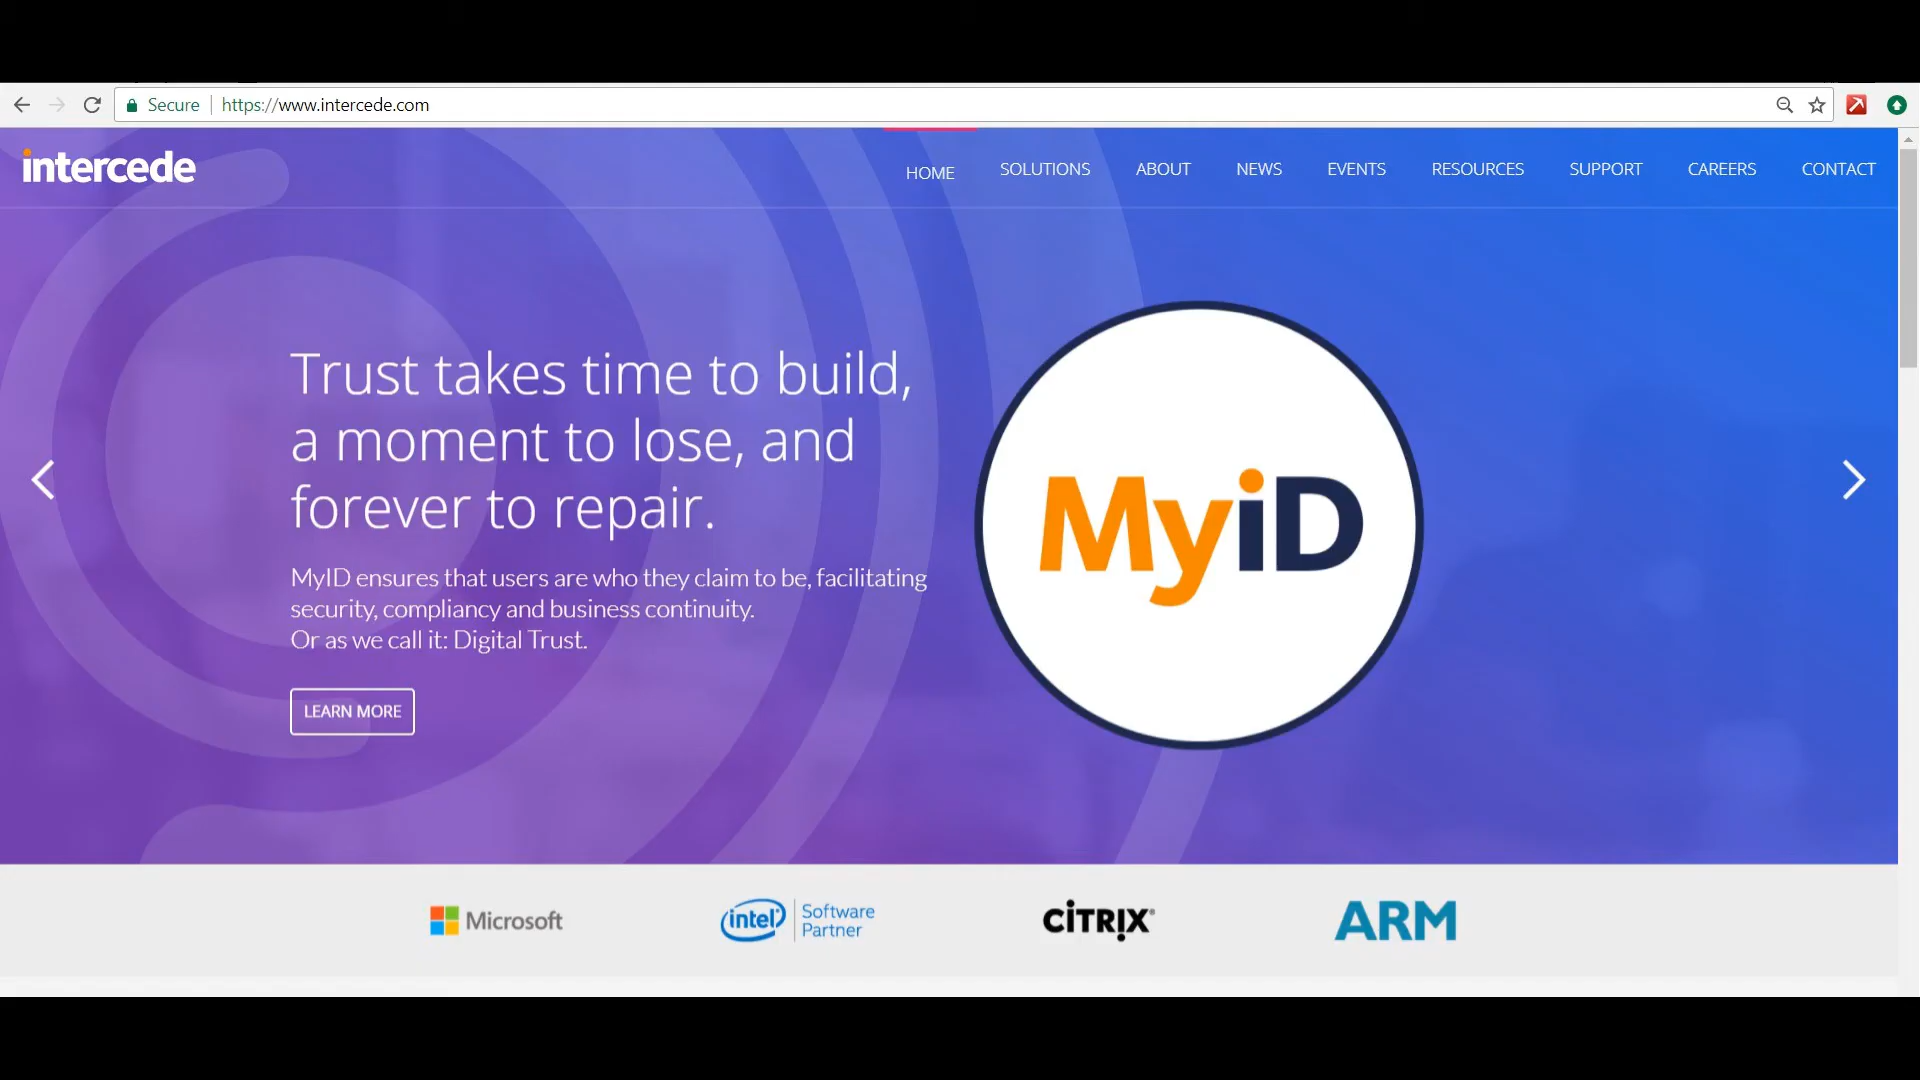 Secure https://www.intercede.com
intercede
HOME SOLUTIONS ABOUT NEWS EVENTS RESOURCES SUPPORT CAREERS CONTACT
Trust takes time to build,
a moment to lose, and
forever to repair.
MyID ensures that users are who they claim to be, facilitating
security, compliancy and business continuity.
Or as we call it: Digital Trust.
LEARN MORE
MyiD
Microsoft
intel Software
Partner
CiTRIX
ARM